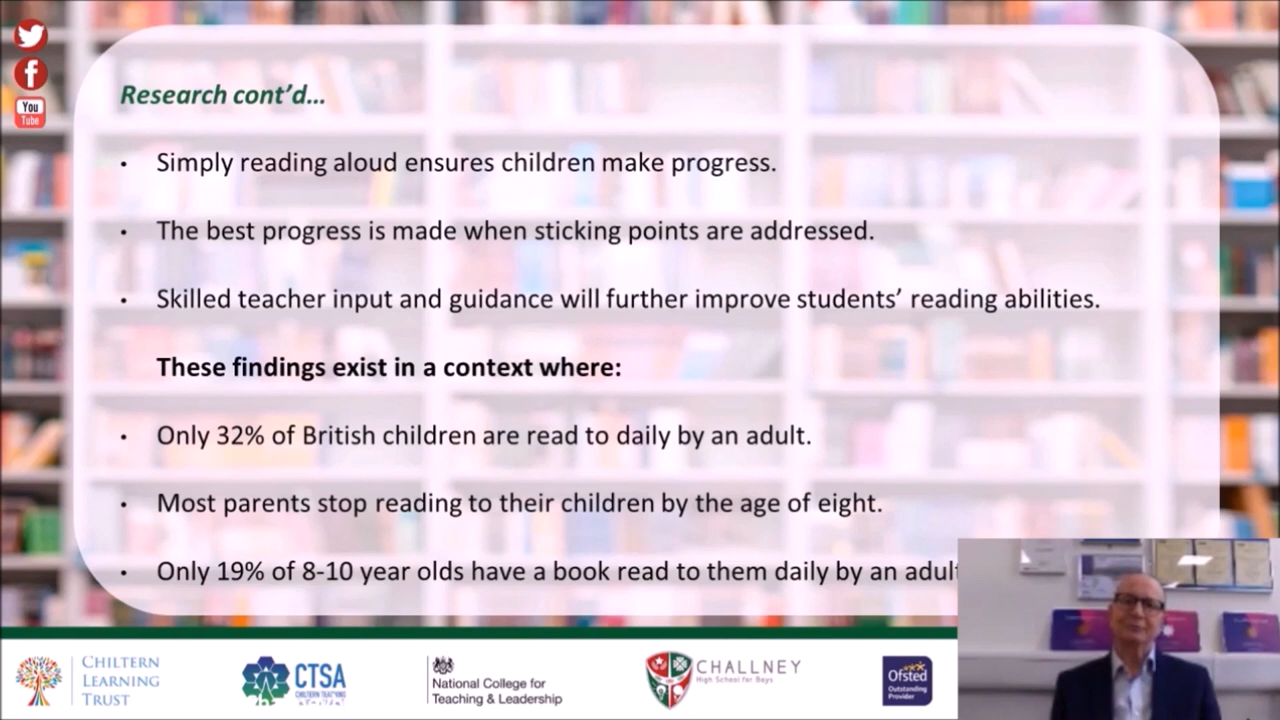 Research cont'd...
• Simply reading aloud ensures children make progress.
• The best progress is made when sticking points are addressed.
• Skilled teacher input and guidance will further improve students' reading abilities.
These findings exist in a context where:
• Only 32% of British children are read to daily by an adult.
• Most parents stop reading to their children by the age of eight.
• Only 19% of 8-10 year olds have a book read to them daily by an adult
You
Tube
CHILTERN
LEARNING
TRUST
CTSA
CHILTERN TEACHING
National College for
Teaching & Leadership
CHALLNEY
High School for Boys
Ofsted
Outstanding
Provider